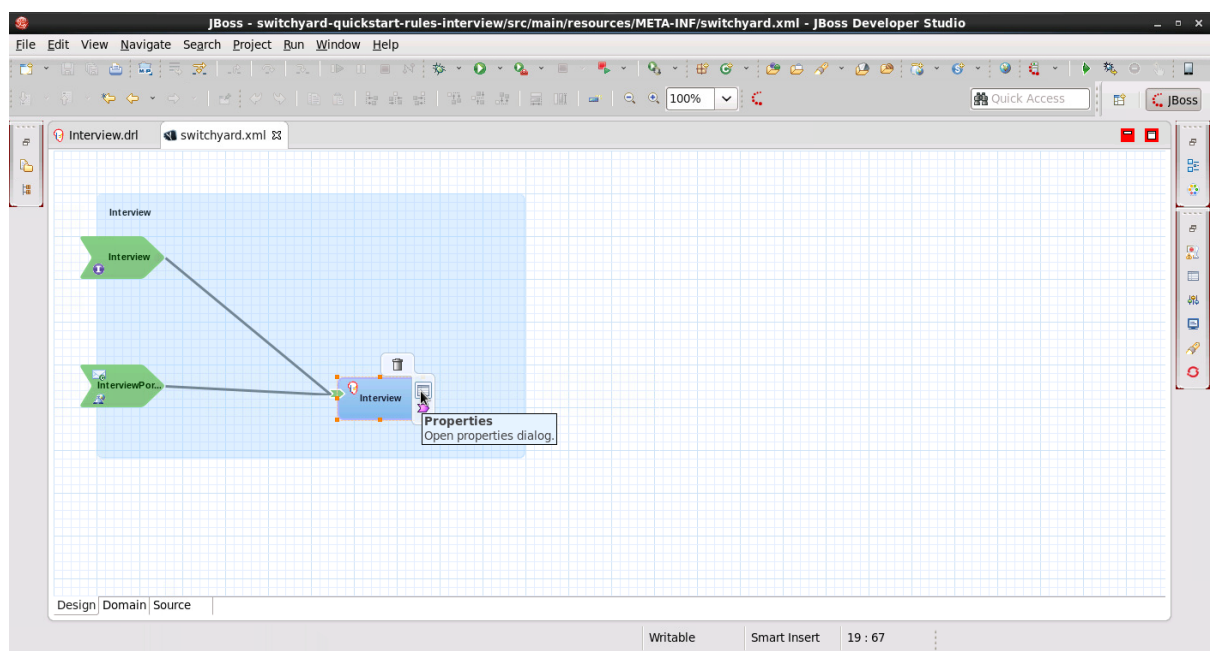 JBoss - switchyard-quickstart-rules-interview/src/main/resources/META-INF/switchyard.xml - JBoss Developer Studio
File Edit View Navigate Search Project Run Window Help
100%
Quick Access
JBoss
Interview.drl
switchyard.xml
Interview
Interview
InterviewPor...
Interview
Properties
Open properties dialog.
Design Domain Source
Writable Smart Insert 19 : 67